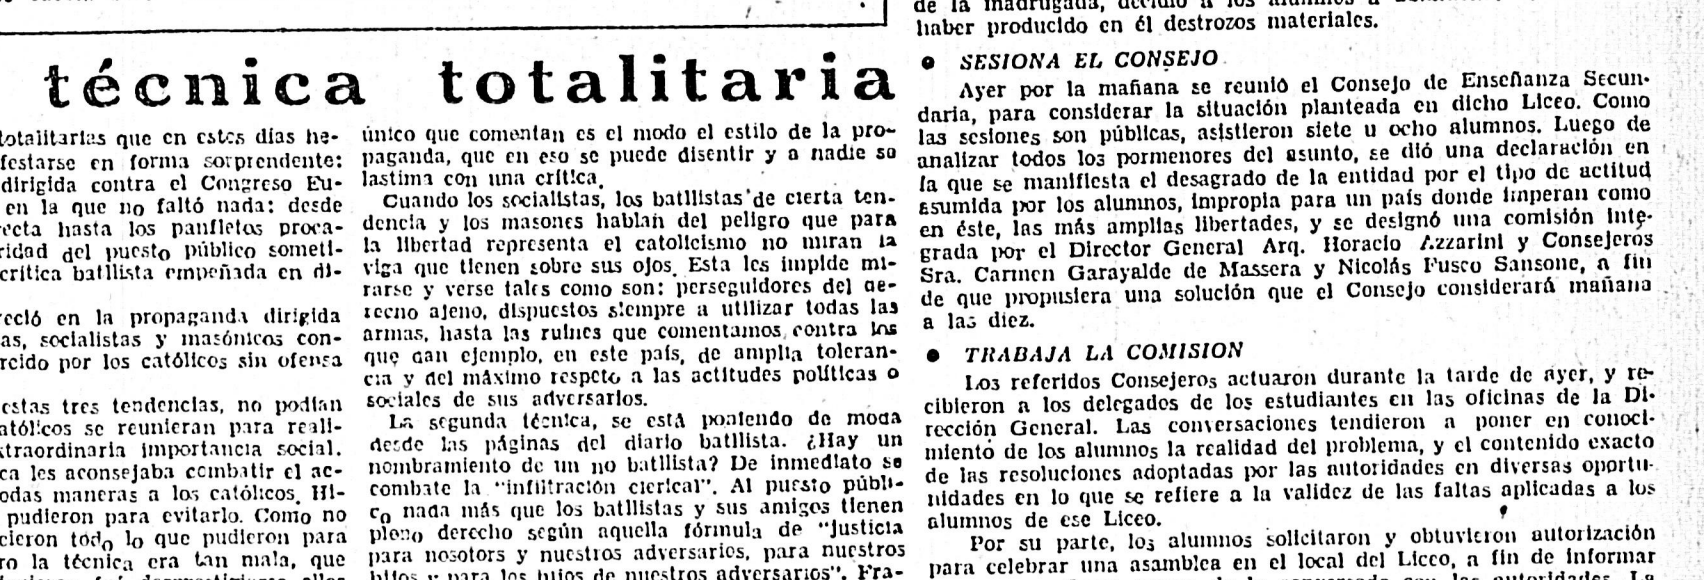 técnica totalitaria
totalitarias que en estos días he-
festarse en forma sorprendente:
dirigida contra el Congreso Eu-
en la que no faltó nada: desde
recta hasta los panfletos proca-
ridad del puesto público someti-
crítica batllista empeñada en di-
reció en la propaganda dirigida
as, socialistas y masónicos con-
rcido por los católicos sin ofensa
estas tres tendencias, no podían
atólicos se reunieran para reali-
xtraordinaria importancia social.
ca les aconsejaba combatir el ac-
odas maneras a los católicos. Hi-
pudieron para evitarlo. Como no
cieron todo lo que pudieron para
ro la técnica era tan mala, que
único que comentan es el modo el estilo de la pro-
paganda, que en eso se puede disentir y a nadie so
lastima con una crítica.
Cuando los socialistas, los batllistas de cierta ten-
dencia y los masones hablan del peligro que para
la libertad representa el catolicismo no miran la
viga que tienen sobre sus ojos. Esta les impide mi-
rarse y verse tales como son: perseguidores del de-
recho ajeno, dispuestos siempre a utilizar todas las
armas, hasta las ruines que comentamos, contra los
que dan ejemplo, en este país, de amplia toleran-
cia y del máximo respeto a las actitudes políticas o
sociales de sus adversarios.
La segunda técnica, se está poniendo de moda
desde las páginas del diario batllista. ¿Hay un
nombramiento de un no batllista? De inmediato se
combate la "infiltración clerical". Al puesto públi-
co nada más que los batllistas y sus amigos tienen
pleno derecho según aquella fórmula de "justicia
para nosotors y nuestros adversarios, para nuestros
hijos y para los hijos de nuestros adversarios". Fra-
de la madrugada, decidió a los alumnos a
haber producido en él destrozos materiales.
● SESIONA EL CONSEJO
Ayer por la mañana se reunió el Consejo de Enseñanza Secun-
daria, para considerar la situación planteada en dicho Liceo. Como
las sesiones son públicas, asistieron siete u ocho alumnos. Luego de
analizar todos los pormenores del asunto, se dió una declaración en
la que se manifiesta el desagrado de la entidad por el tipo de actitud
asumida por los alumnos, impropia para un país donde imperan como
en éste, las más amplias libertades, y se designó una comisión inte-
grada por el Director General Arq. Horacio Azzarini y Consejeros
Sra. Carmen Garayalde de Massera y Nicolás Fusco Sansone, a fin
de que propusiera una solución que el Consejo considerará mañana
a las diez.
● TRABAJA LA COMISION
Los referidos Consejeros actuaron durante la tarde de ayer, y re-
cibieron a los delegados de los estudiantes en las oficinas de la Di-
rección General. Las conversaciones tendieron a poner en conoci-
miento de los alumnos la realidad del problema, y el contenido exacto
de las resoluciones adoptadas por las autoridades en diversas oportu-
nidades en lo que se refiere a la validez de las faltas aplicadas a los
alumnos de ese Liceo.
Por su parte, los alumnos solicitaron y obtuvieron autorización
para celebrar una asamblea en el local del Liceo, a fin de informar